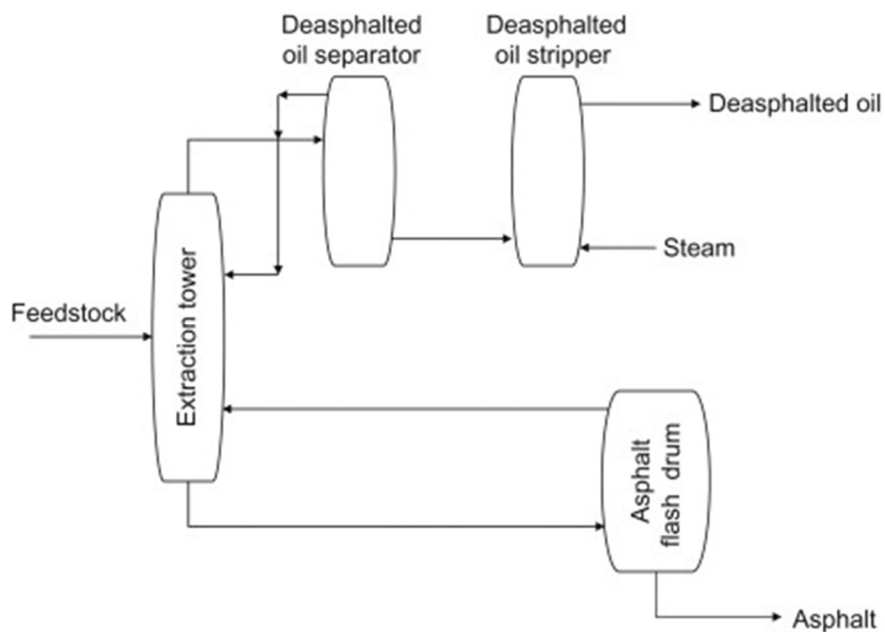 Deasphalted
oil separator
Deasphalted
oil stripper
Deasphalted oil
Steam
Feedstock
Extraction tower
Asphalt
flash drum
Asphalt